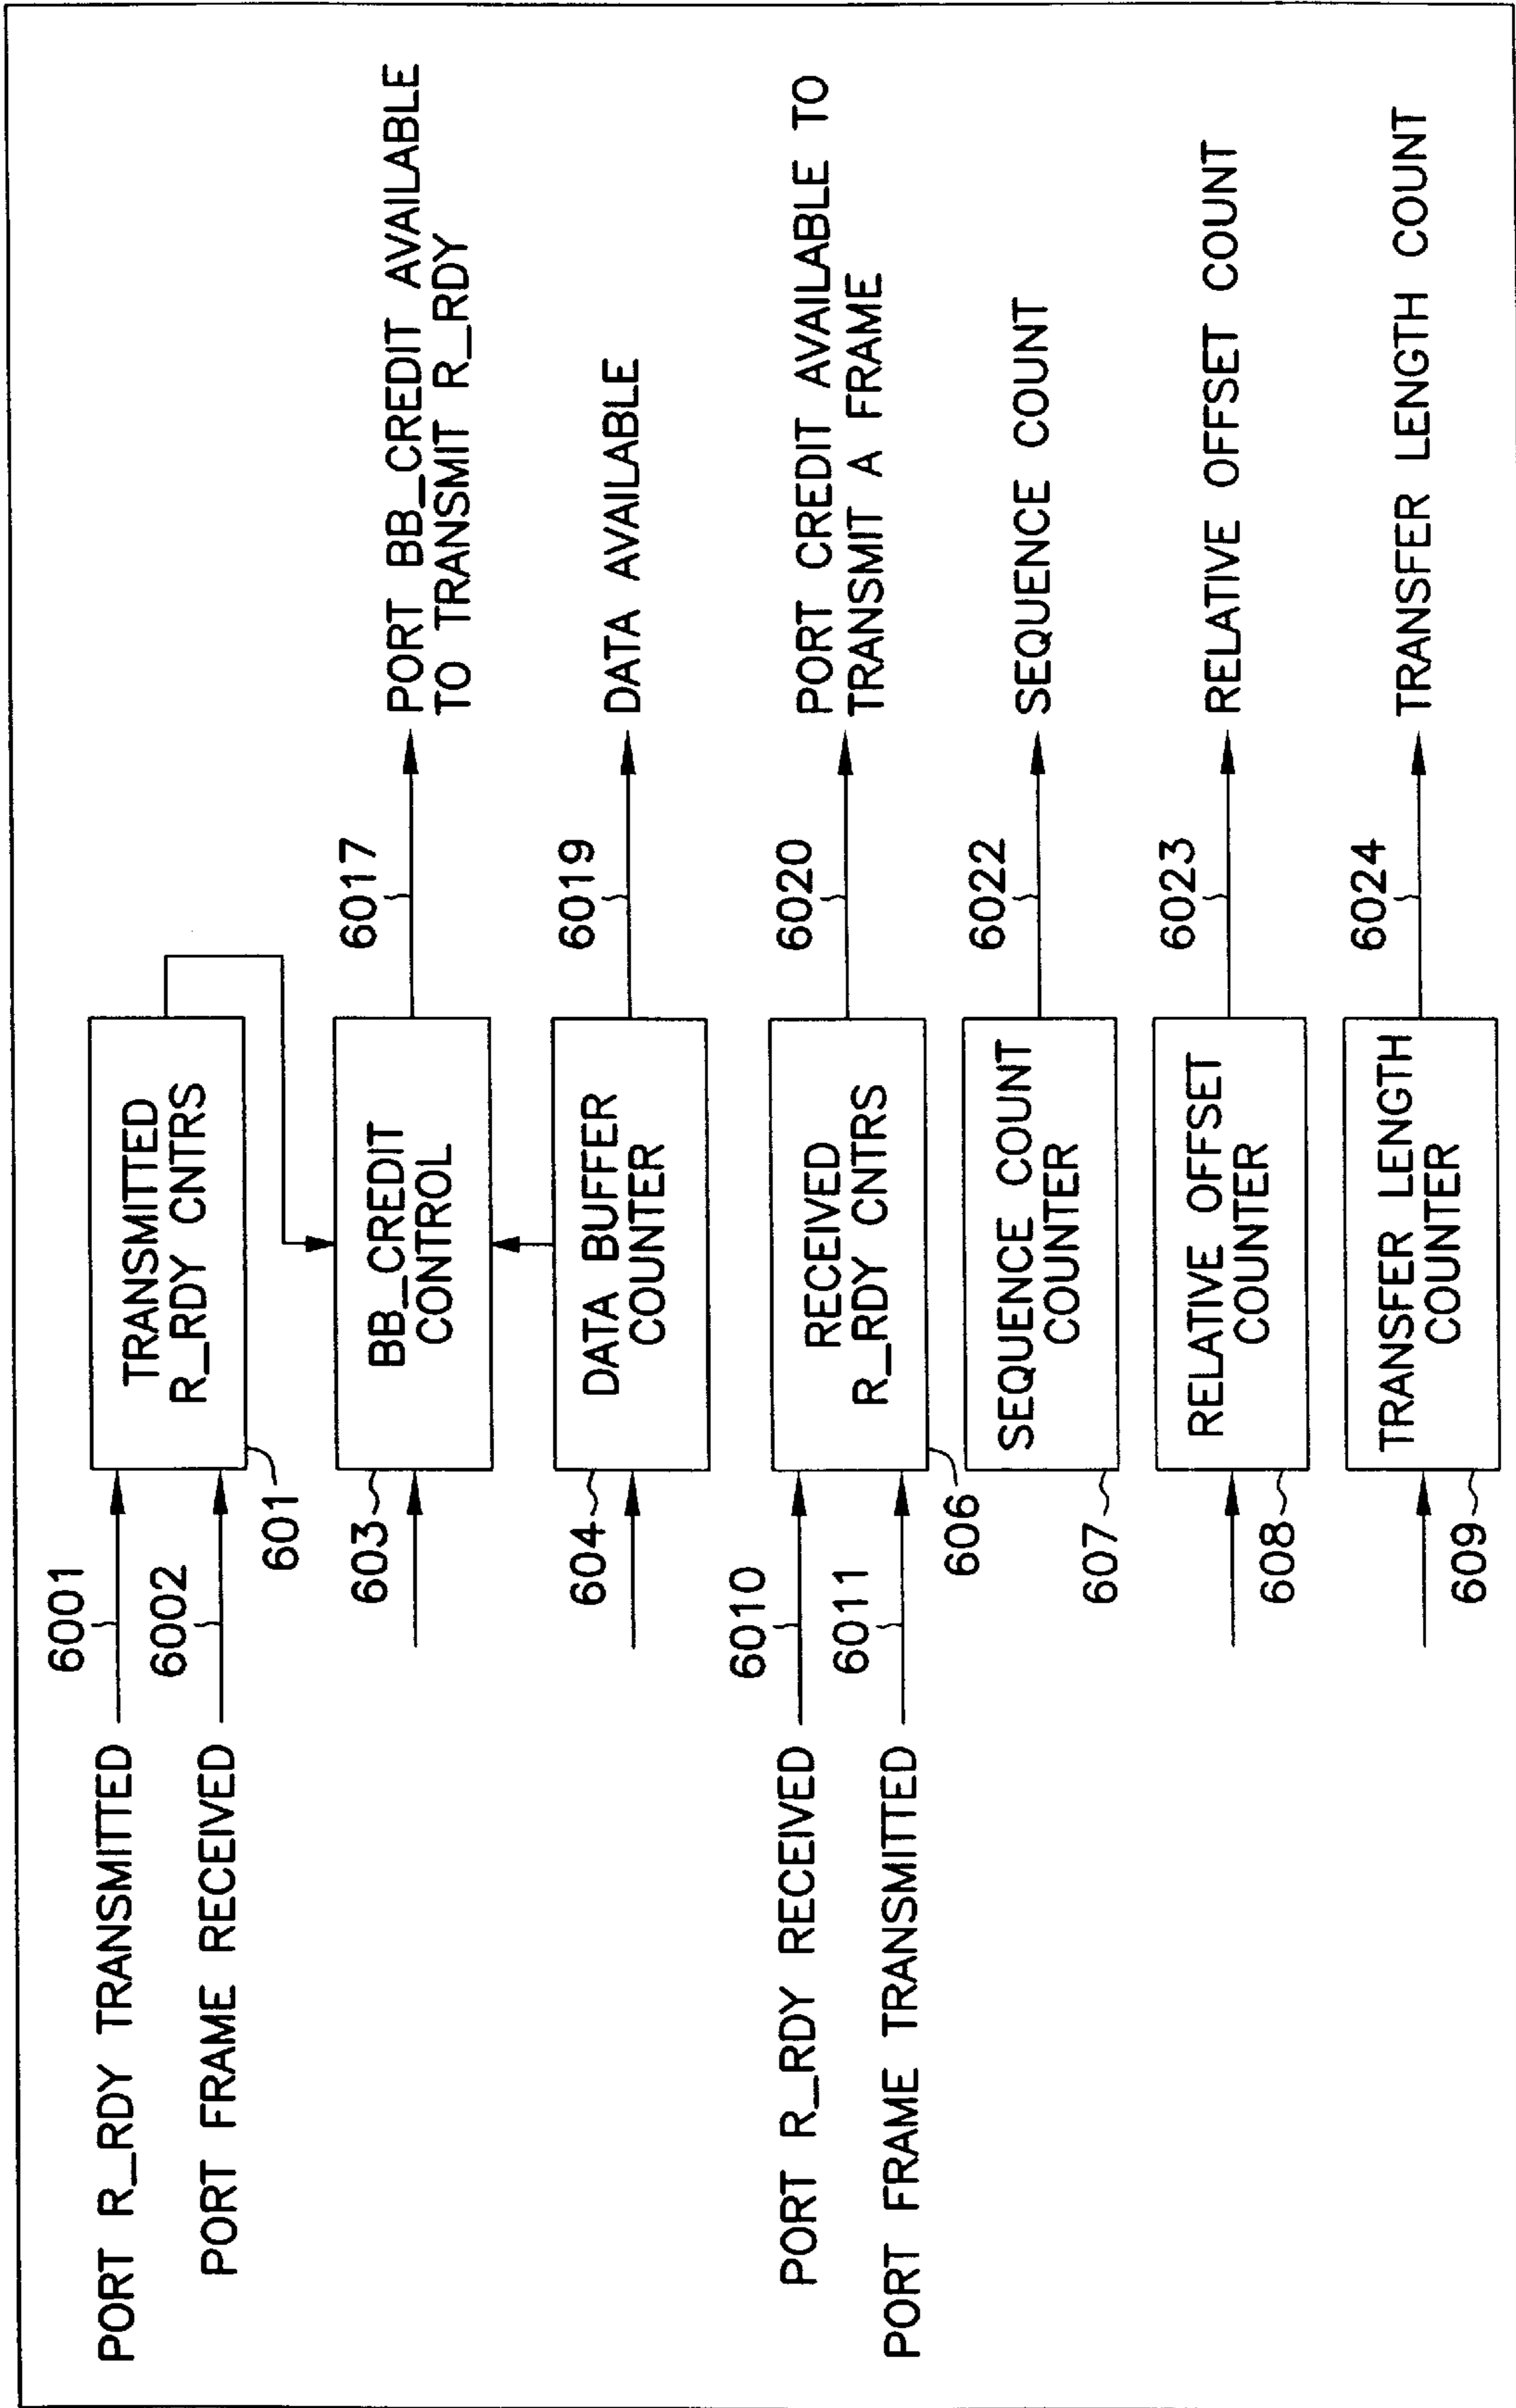 PORT R_RDY TRANSMITTED
6001
PORT FRAME RECEIVED
6002
TRANSMITTED
R_RDY CNTRS
601
603
BB_CREDIT
CONTROL
6017
PORT BB_CREDIT AVAILABLE
TO TRANSMIT R_RDY
604
DATA BUFFER
COUNTER
6019
DATA AVAILABLE
PORT R_RDY RECEIVED
6010
PORT FRAME TRANSMITTED
6011
RECEIVED
R_RDY CNTRS
606
6020
PORT CREDIT AVAILABLE TO
TRANSMIT A FRAME
607
SEQUENCE COUNT
COUNTER
6022
SEQUENCE COUNT
608
RELATIVE OFFSET
COUNTER
6023
RELATIVE OFFSET COUNT
609
TRANSFER LENGTH
COUNTER
6024
TRANSFER LENGTH COUNT